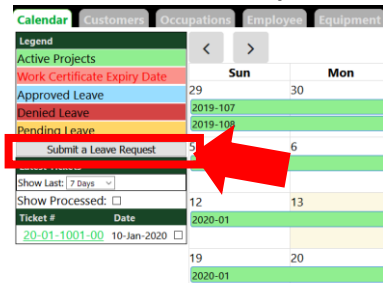 Calendar Customers Occupations Employee Equipment
Legend
Active Projects
Work Certificate Expiry Date
Approved Leave
Denied Leave
Pending Leave
Submit a Leave Request
Latest Tickets
Show Last: 7 Days
Show Processed:
Ticket # Date
20-01-1001-00 10-Jan-2020
< >
Sun Mon
29 30
2019-107
2019-108
5 6
12 13
2020-01
19 20
2020-01